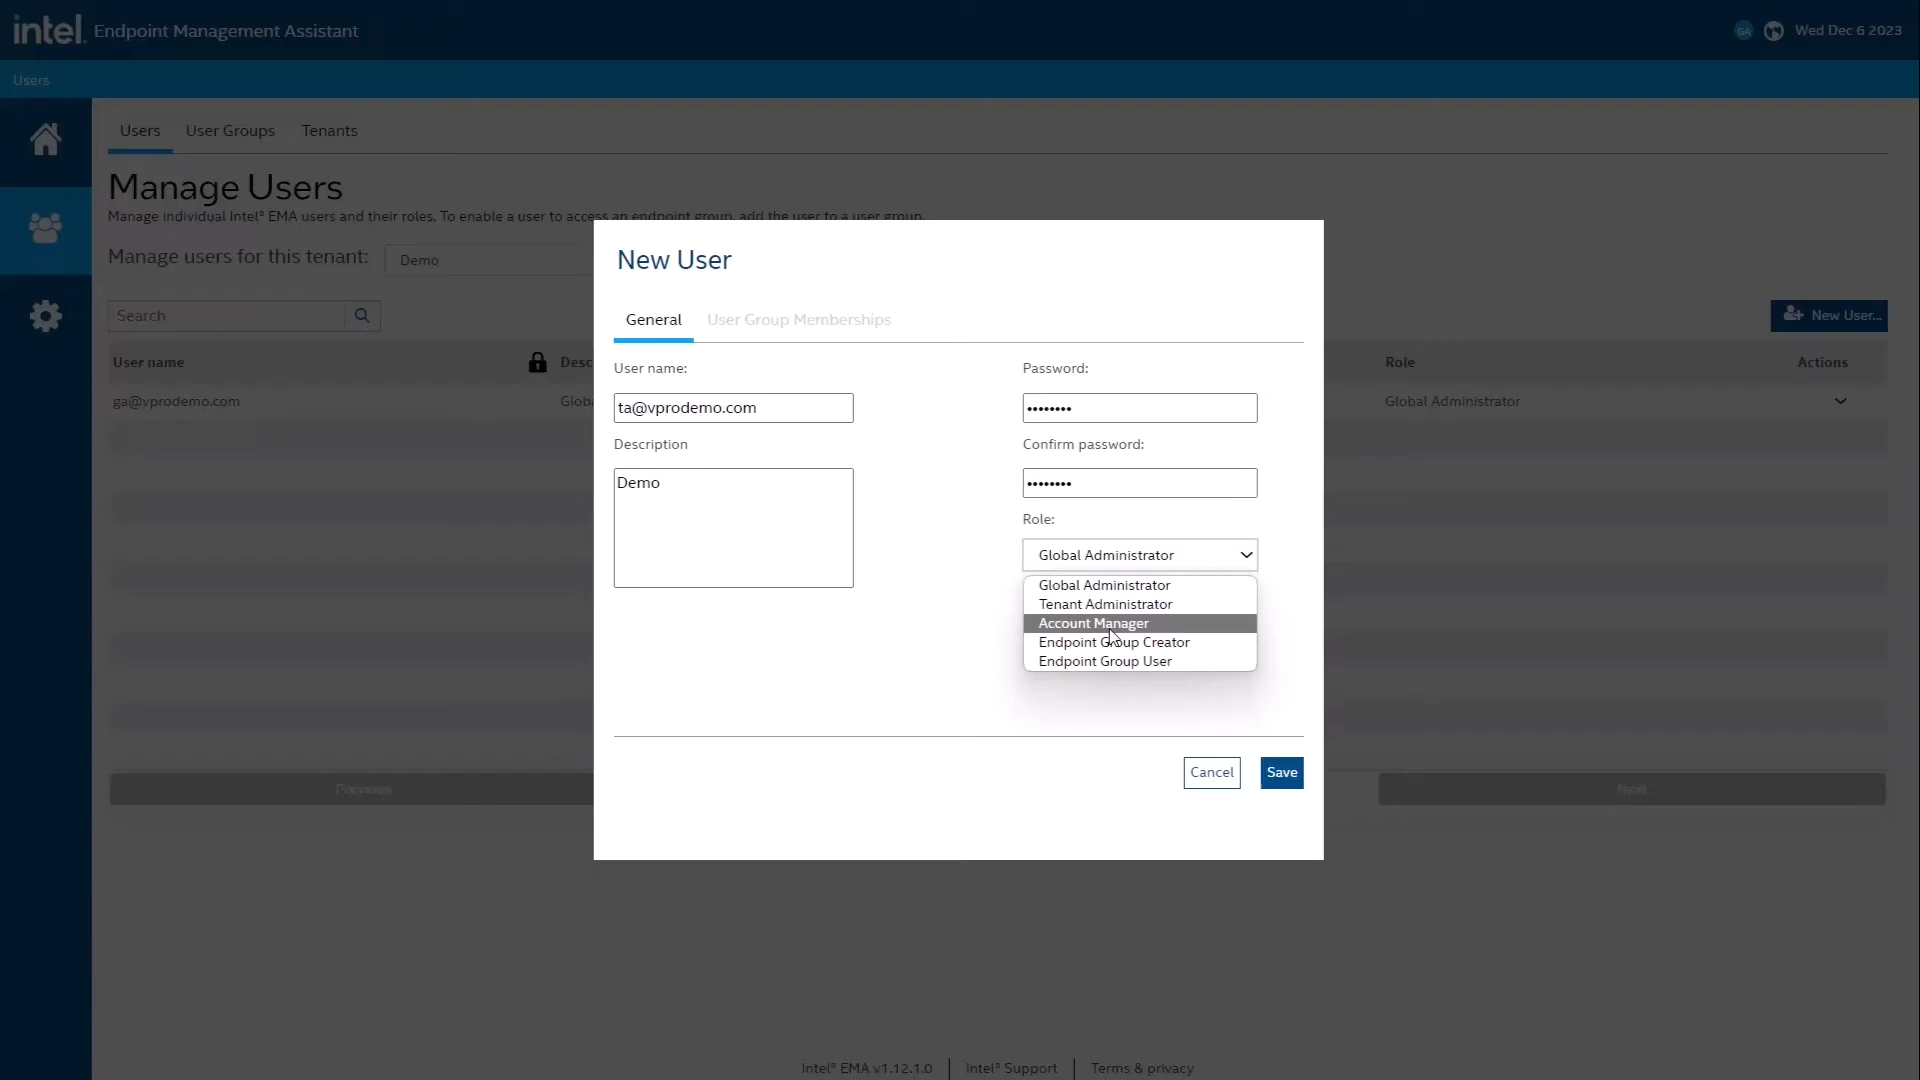 intel. Endpoint Management Assistant
GA
Wed Dec 6 2023
Users
Users User Groups Tenants
Manage Users
Manage individual Intel® EMA users and their roles. To enable a user to access an endpoint group, add the user to a user group.
Manage users for this tenant: Demo
Search
New User...
User name
Desc
Role
Actions
ga@vprodemo.com
Globa
Global Administrator
New User
General User Group Memberships
User name:
ta@vprodemo.com
Description
Demo
Password:
••••••••
Confirm password:
••••••••
Role:
Global Administrator
Global Administrator
Tenant Administrator
Account Manager
Endpoint Group Creator
Endpoint Group User
Cancel Save
Previous
Next
Intel® EMA v1.12.1.0 | Intel® Support | Terms & privacy